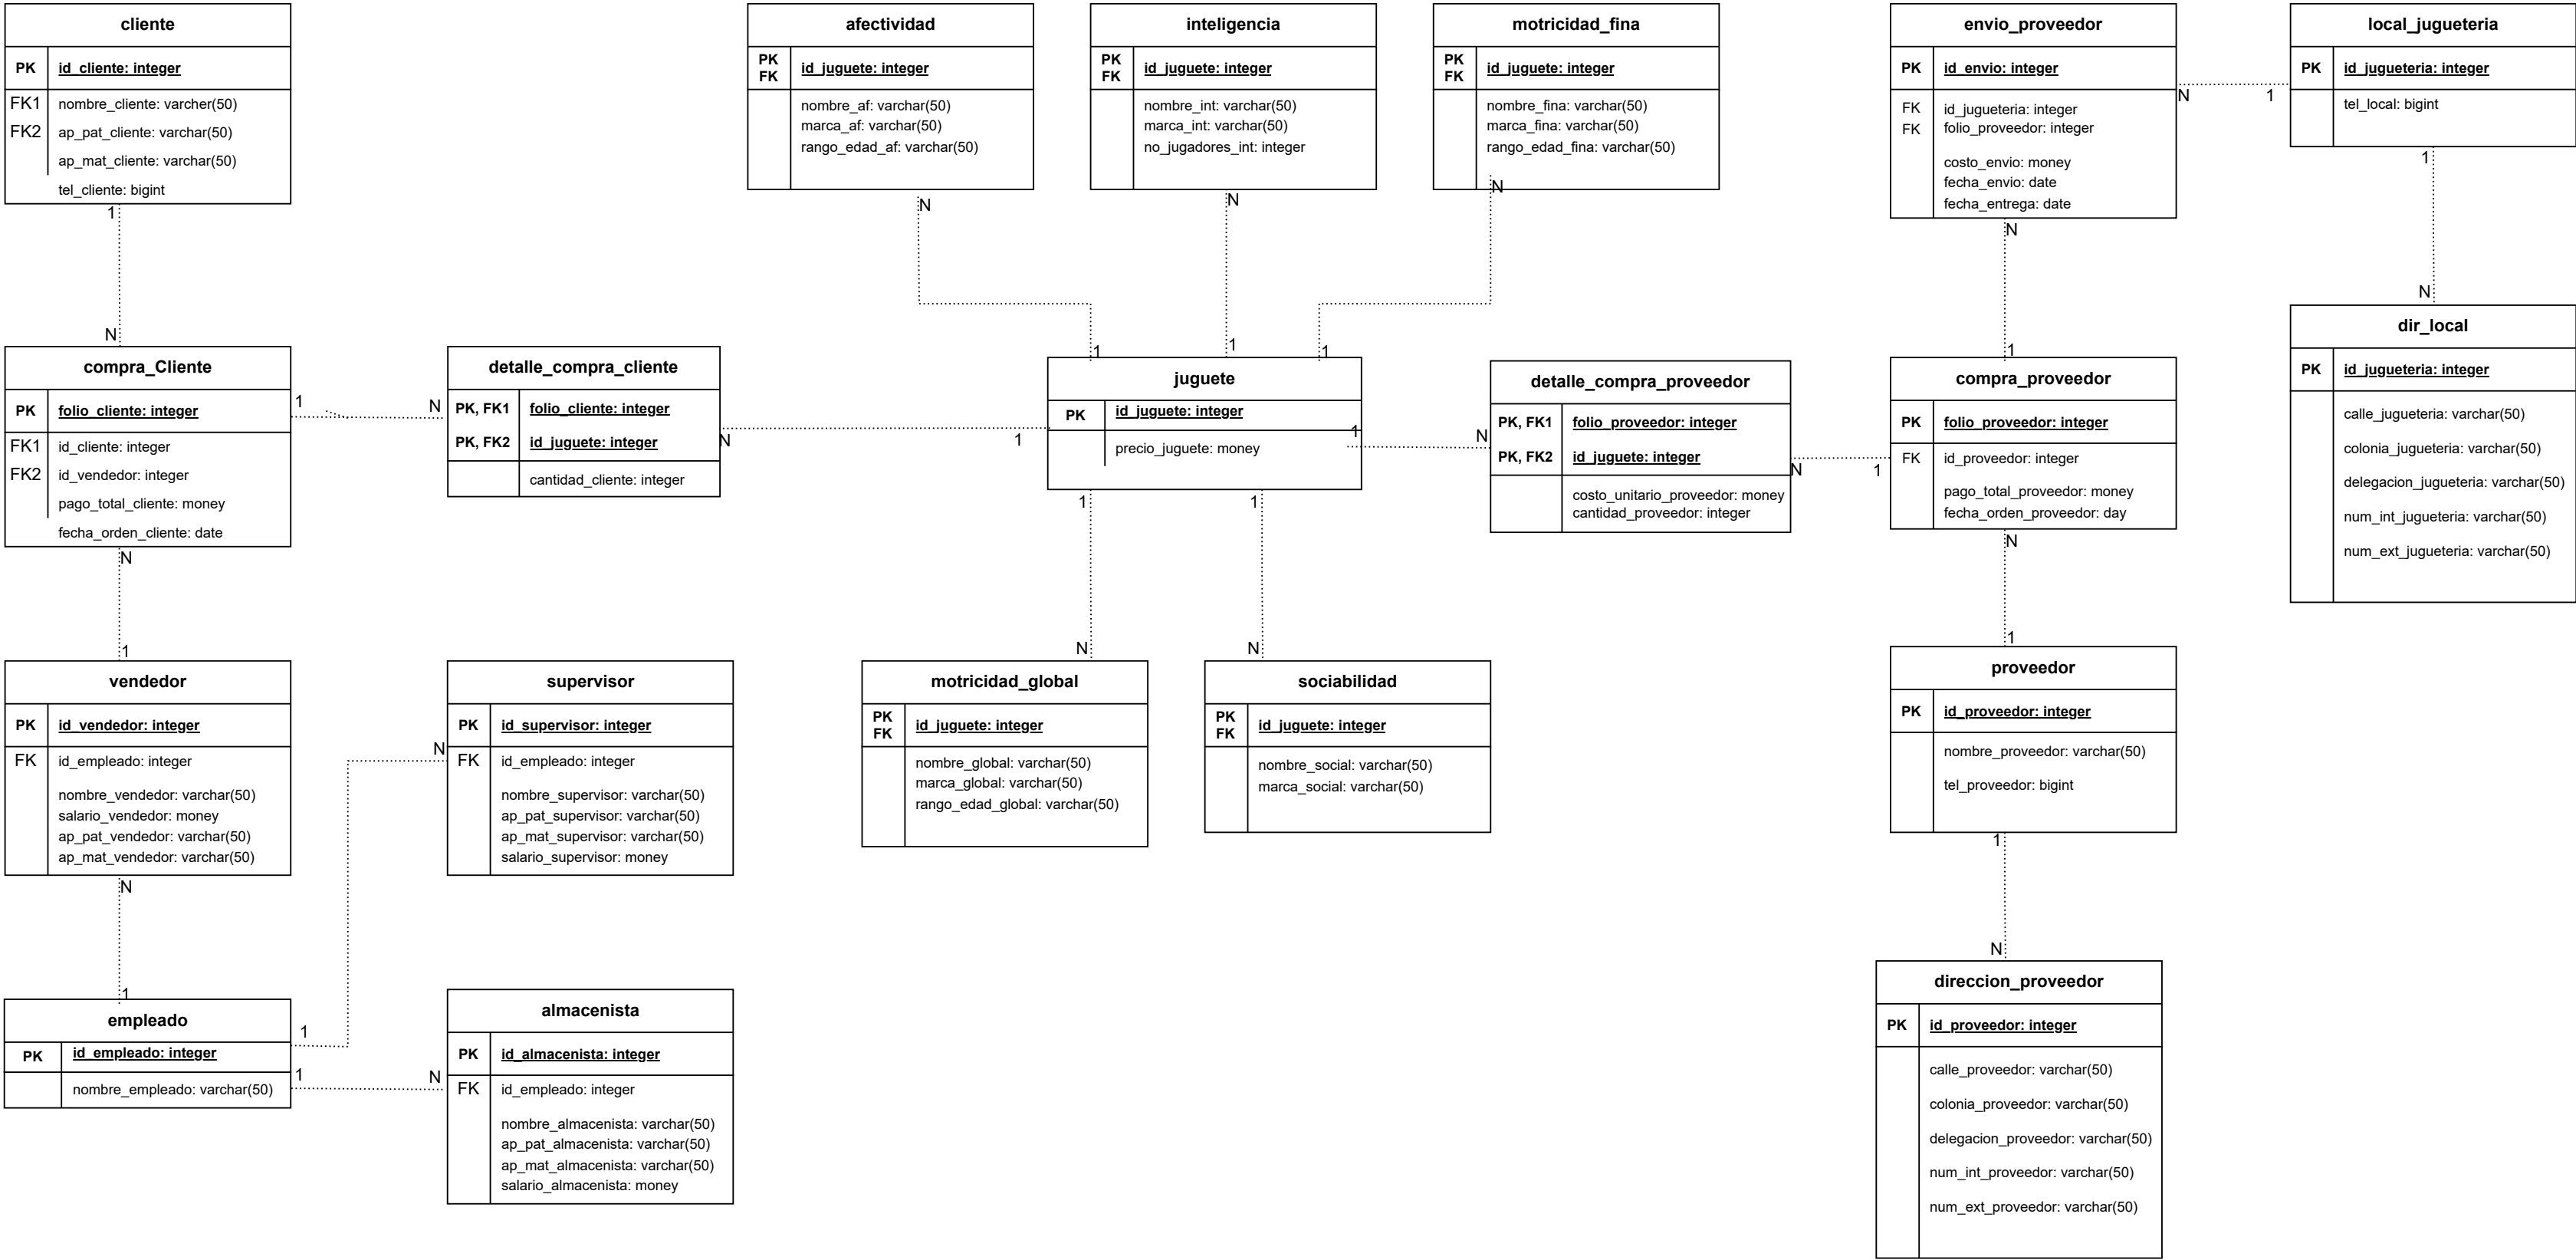 cliente
PK id_cliente: integer
FK1 nombre_cliente: varcher(50)
FK2 ap_pat_cliente: varchar(50)
ap_mat_cliente: varchar(50)
tel_cliente: bigint
1
N
afectividad
PK
FK
id_juguete: integer
nombre_af: varchar(50)
marca_af: varchar(50)
rango_edad_af: varchar(50)
N
1
inteligencia
PK
FK
id_juguete: integer
nombre_int: varchar(50)
marca_int: varchar(50)
no_jugadores_int: integer
N
1
motricidad_fina
PK
FK
id_juguete: integer
nombre_fina: varchar(50)
marca_fina: varchar(50)
rango_edad_fina: varchar(50)
N
1
envio_proveedor
PK id_envio: integer
FK id_jugueteria: integer
FK folio_proveedor: integer
costo_envio: money
fecha_envio: date
fecha_entrega: date
N 1
N
1
local_jugueteria
PK id_jugueteria: integer
tel_local: bigint
1
N
dir_local
PK id_jugueteria: integer
calle_jugueteria: varchar(50)
colonia_jugueteria: varchar(50)
delegacion_jugueteria: varchar(50)
num_int_jugueteria: varchar(50)
num_ext_jugueteria: varchar(50)
compra_Cliente
PK folio_cliente: integer
FK1 id_cliente: integer
FK2 id_vendedor: integer
pago_total_cliente: money
fecha_orden_cliente: date
1 N
N
1
detalle_compra_cliente
PK, FK1 folio_cliente: integer
PK, FK2 id_juguete: integer
cantidad_cliente: integer
N 1
juguete
PK id_juguete: integer
precio_juguete: money
1 N
1
N
1
N
detalle_compra_proveedor
PK, FK1 folio_proveedor: integer
PK, FK2 id_juguete: integer
costo_unitario_proveedor: money
cantidad_proveedor: integer
N 1
compra_proveedor
PK folio_proveedor: integer
FK id_proveedor: integer
pago_total_proveedor: money
fecha_orden_proveedor: day
N
1
vendedor
PK id_vendedor: integer
FK id_empleado: integer
nombre_vendedor: varchar(50)
salario_vendedor: money
ap_pat_vendedor: varchar(50)
ap_mat_vendedor: varchar(50)
N
1
supervisor
PK id_supervisor: integer
N
FK id_empleado: integer
nombre_supervisor: varchar(50)
ap_pat_supervisor: varchar(50)
ap_mat_supervisor: varchar(50)
salario_supervisor: money
motricidad_global
PK
FK
id_juguete: integer
nombre_global: varchar(50)
marca_global: varchar(50)
rango_edad_global: varchar(50)
sociabilidad
PK
FK
id_juguete: integer
nombre_social: varchar(50)
marca_social: varchar(50)
proveedor
PK id_proveedor: integer
nombre_proveedor: varchar(50)
tel_proveedor: bigint
1
N
empleado
PK id_empleado: integer
nombre_empleado: varchar(50)
1
1 N
almacenista
PK id_almacenista: integer
FK id_empleado: integer
nombre_almacenista: varchar(50)
ap_pat_almacenista: varchar(50)
ap_mat_almacenista: varchar(50)
salario_almacenista: money
direccion_proveedor
PK id_proveedor: integer
calle_proveedor: varchar(50)
colonia_proveedor: varchar(50)
delegacion_proveedor: varchar(50)
num_int_proveedor: varchar(50)
num_ext_proveedor: varchar(50)